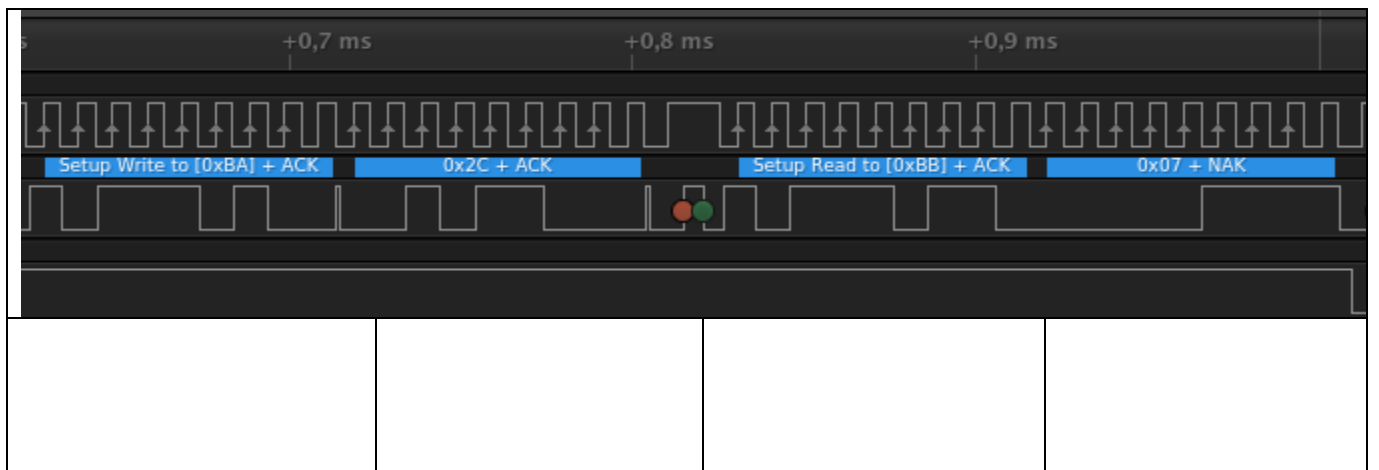 s +0,7 ms +0,8 ms +0,9 ms
Setup Write to [0xBA] + ACK 0x2C + ACK Setup Read to [0xBB] + ACK 0x07 + NAK